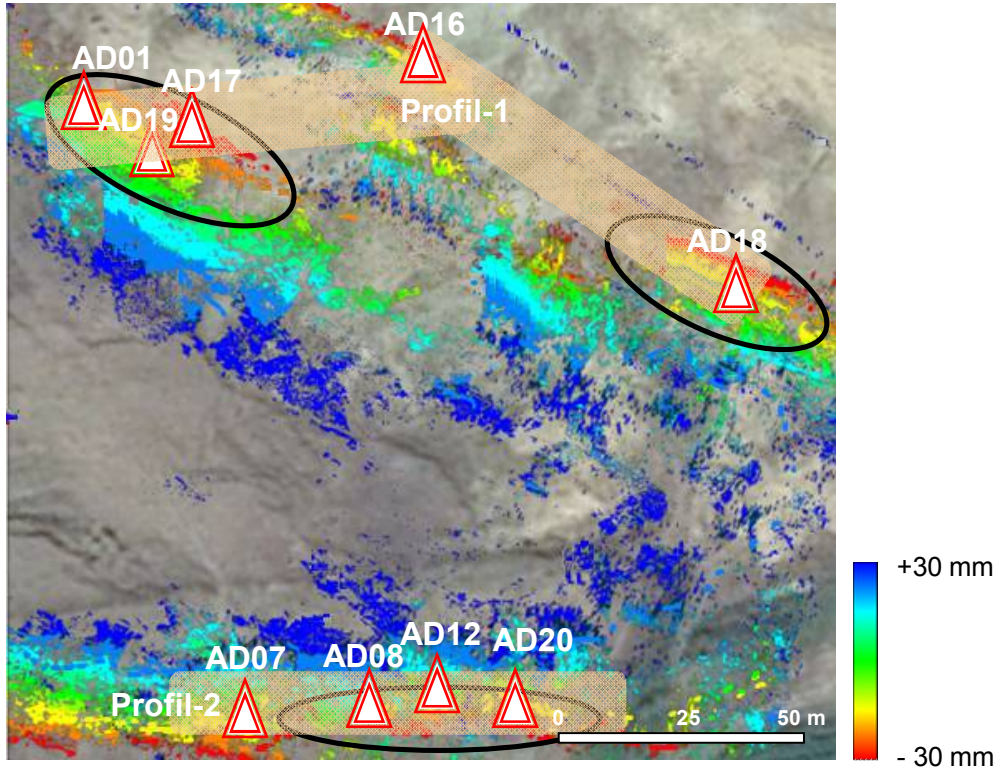 AD16
AD01
AD17
Profil-1
AD19
AD18
AD12
AD20
AD08
AD07
Profil-2
0 25 50 m
+30 mm
- 30 mm